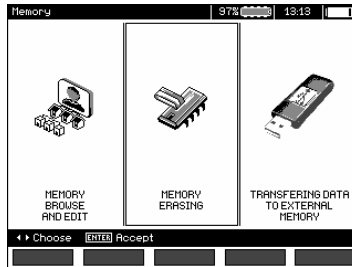 Memory 97% 13:13
MEMORY
BROWSE
AND EDIT
MEMORY
ERASING
TRANSFERING DATA
TO EXTERNAL
MEMORY
Choose ENTER Accept